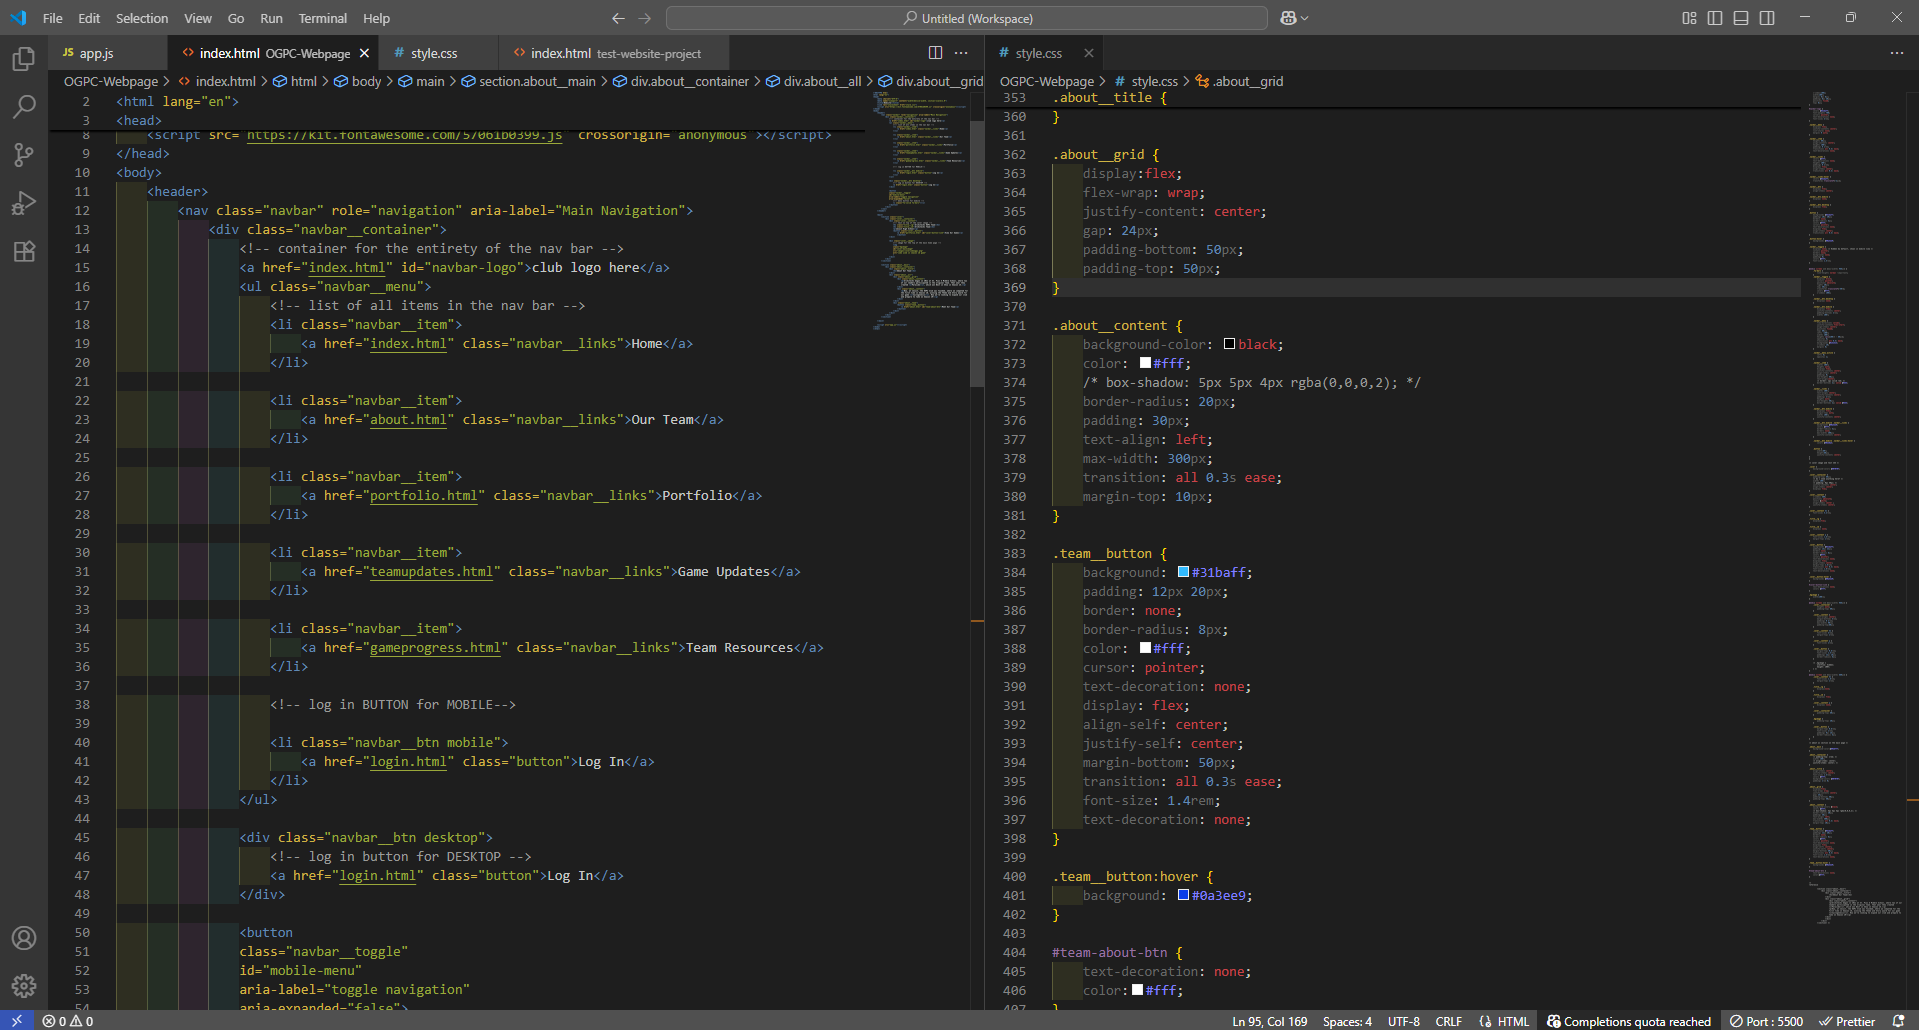 File Edit Selection View Go Run Terminal Help
Untitled (Workspace)
JS app.js
<> index.html OGPC-Webpage
# style.css
<> index.html test-website-project
# style.css
OGPC-Webpage > <> index.html > html > body > main > section.about__main > div.about__container > div.about__all > div.about__grid
2 <html lang="en">
3 <head>
8 <script src="https://kit.fontawesome.com/57061b0399.js" crossorigin="anonymous"></script>
9 </head>
10 <body>
11 <header>
12 <nav class="navbar" role="navigation" aria-label="Main Navigation">
13 <div class="navbar__container">
14 <!-- container for the entirety of the nav bar -->
15 <a href="index.html" id="navbar-logo">club logo here</a>
16 <ul class="navbar__menu">
17 <!-- list of all items in the nav bar -->
18 <li class="navbar__item">
19 <a href="index.html" class="navbar__links">Home</a>
20 </li>
21
22 <li class="navbar__item">
23 <a href="about.html" class="navbar__links">Our Team</a>
24 </li>
25
26 <li class="navbar__item">
27 <a href="portfolio.html" class="navbar__links">Portfolio</a>
28 </li>
29
30 <li class="navbar__item">
31 <a href="teamupdates.html" class="navbar__links">Game Updates</a>
32 </li>
33
34 <li class="navbar__item">
35 <a href="gameprogress.html" class="navbar__links">Team Resources</a>
36 </li>
37
38 <!-- log in BUTTON for MOBILE-->
39
40 <li class="navbar__btn mobile">
41 <a href="login.html" class="button">Log In</a>
42 </li>
43 </ul>
44
45 <div class="navbar__btn desktop">
46 <!-- log in button for DESKTOP -->
47 <a href="login.html" class="button">Log In</a>
48 </div>
49
50 <button
51 class="navbar__toggle"
52 id="mobile-menu"
53 aria-label="toggle navigation"
54 aria-expanded="false">
OGPC-Webpage > # style.css > .about__grid
353 .about__title {
360 }
361
362 .about__grid {
363 display:flex;
364 flex-wrap: wrap;
365 justify-content: center;
366 gap: 24px;
367 padding-bottom: 50px;
368 padding-top: 50px;
369 }
370
371 .about__content {
372 background-color: black;
373 color: #fff;
374 /* box-shadow: 5px 5px 4px rgba(0,0,0,2); */
375 border-radius: 20px;
376 padding: 30px;
377 text-align: left;
378 max-width: 300px;
379 transition: all 0.3s ease;
380 margin-top: 10px;
381 }
382
383 .team__button {
384 background: #31baff;
385 padding: 12px 20px;
386 border: none;
387 border-radius: 8px;
388 color: #fff;
389 cursor: pointer;
390 text-decoration: none;
391 display: flex;
392 align-self: center;
393 justify-self: center;
394 margin-bottom: 50px;
395 transition: all 0.3s ease;
396 font-size: 1.4rem;
397 text-decoration: none;
398 }
399
400 .team__button:hover {
401 background: #0a3ee9;
402 }
403
404 #team-about-btn {
405 text-decoration: none;
406 color: #fff;
407 }
0 0
Ln 95, Col 169 Spaces: 4 UTF-8 CRLF {} HTML Completions quota reached Port : 5500 Prettier